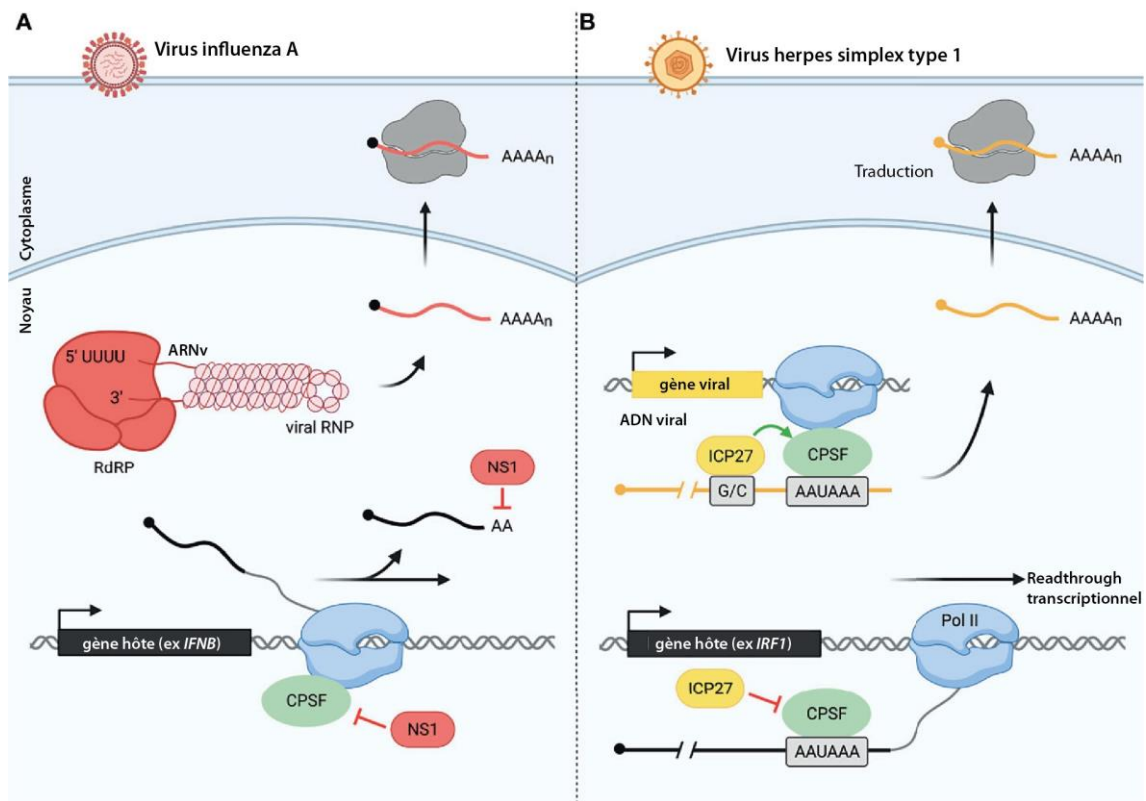 A
Virus influenza A
AAAAn
Cytoplasme
Noyau
AAAAn
5' UUUU
ARNv
3'
viral RNP
RdRP
NS1
AA
gène hôte (ex IFNB)
CPSF
NS1
B
Virus herpes simplex type 1
Traduction
AAAAn
AAAAn
gène viral
ADN viral
ICP27
CPSF
G/C
AAUAAA
Readthrough
transcriptionnel
Pol II
gène hôte (ex IRF1)
ICP27
CPSF
AAUAAA